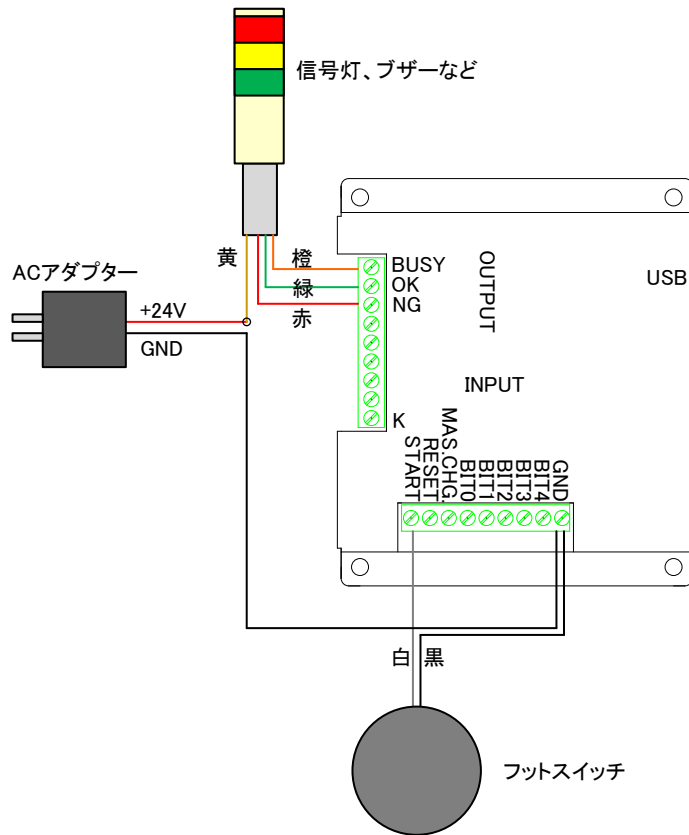 信号灯、ブザーなど
黄
橙
緑
赤
ACアダプター
+24V
GND
BUSY
OK
NG
K
OUTPUT
USB
INPUT
START
RESET
MAS.CHG.
BIT0
BIT1
BIT2
BIT3
BIT4
GND
白
黒
フットスイッチ